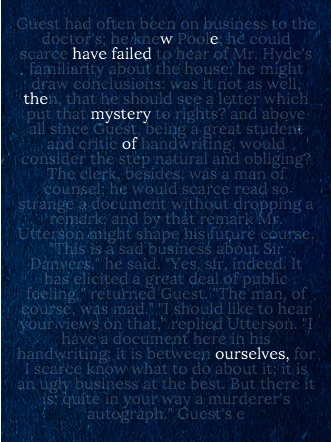 Guest had often been on business to the
doctor's; he knew Poole; he could
scarce have failed to hear of Mr. Hyde's
familiarity about the house; he might
draw conclusions: was it not as well,
then, that he should see a letter which
put that mystery to rights? and above
all since Guest, being a great student
and critic of handwriting, would
consider the step natural and obliging?
The clerk, besides, was a man of
counsel; he would scarce read so
strange a document without dropping a
remark; and by that remark Mr.
Utterson might shape his future course.
"This is a sad business about Sir
Danvers," he said. "Yes, sir, indeed. It
has elicited a great deal of public
feeling," returned Guest. "The man, of
course, was mad." "I should like to hear
your views on that," replied Utterson. "I
have a document here in his
handwriting; it is between ourselves, for
I scarce know what to do about it; it is
an ugly business at the best. But there it
is; quite in your way a murderer's
autograph." Guest's e